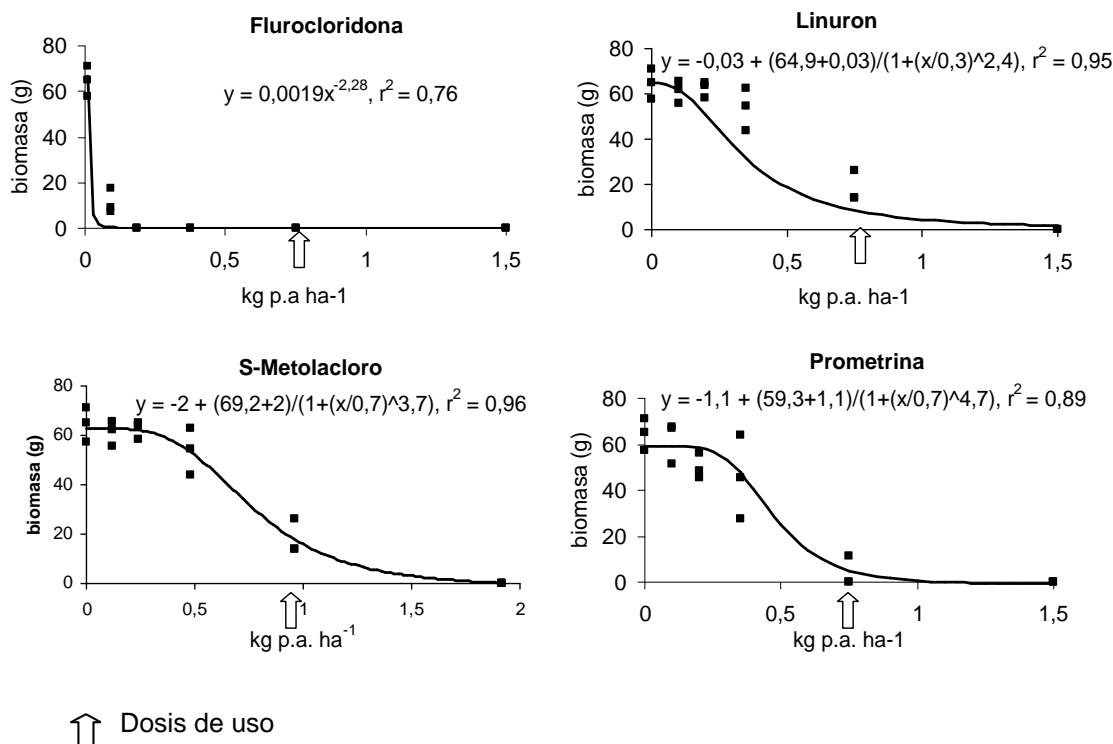 Flurocloridona
y = 0,0019x^-2,28, r² = 0,76
biomasa (g)
80
60
40
20
0
0 0,5 1 1,5
kg p.a ha-1
Linuron
y = -0,03 + (64,9+0,03)/(1+(x/0,3)^2,4), r² = 0,95
biomasa (g)
80
60
40
20
0
0 0,5 1 1,5
kg p.a. ha-1
S-Metolacloro
y = -2 + (69,2+2)/(1+(x/0,7)^3,7), r² = 0,96
biomasa (g)
80
60
40
20
0
0 0,5 1 1,5 2
kg p.a. ha⁻¹
Prometrina
y = -1,1 + (59,3+1,1)/(1+(x/0,7)^4,7), r² = 0,89
biomasa (g)
80
60
40
20
0
0 0,5 1 1,5
kg p.a. ha-1
Dosis de uso